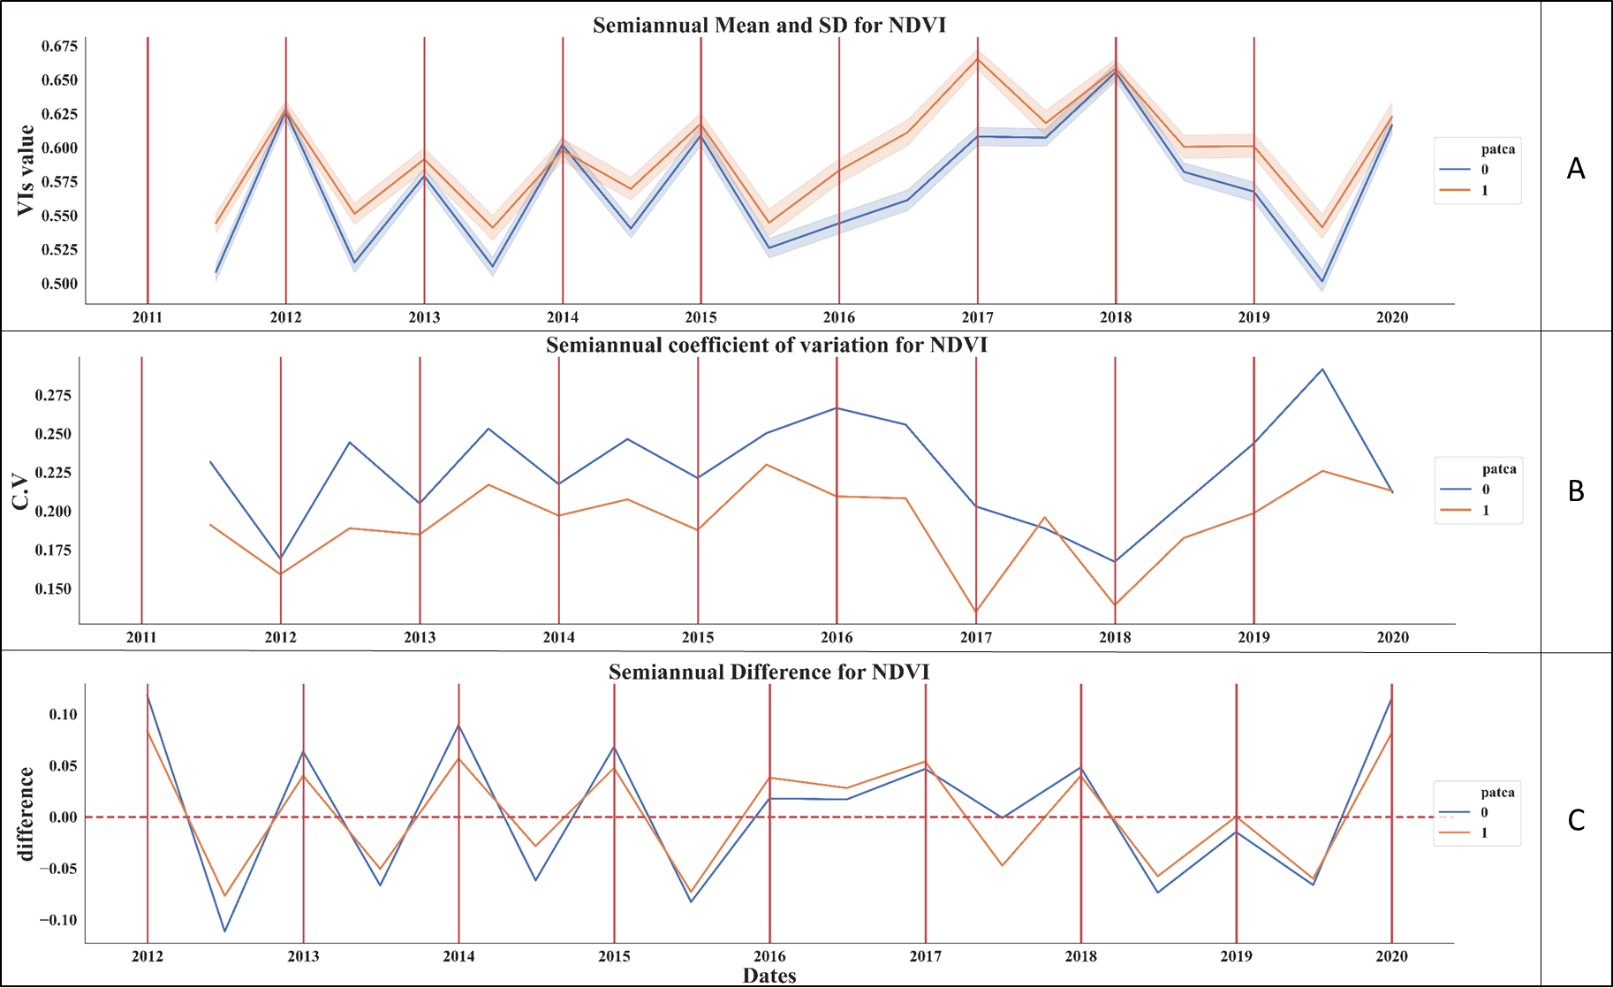 Semiannual Mean and SD for NDVI
VIs value
0.675
0.650
0.625
0.600
0.575
0.550
0.525
0.500
2011 2012 2013 2014 2015 2016 2017 2018 2019 2020
patca
0
1
A
Semiannual coefficient of variation for NDVI
C.V
0.275
0.250
0.225
0.200
0.175
0.150
2011 2012 2013 2014 2015 2016 2017 2018 2019 2020
patca
0
1
B
Semiannual Difference for NDVI
difference
0.10
0.05
0.00
−0.05
−0.10
2012 2013 2014 2015 2016 2017 2018 2019 2020
Dates
patca
0
1
C